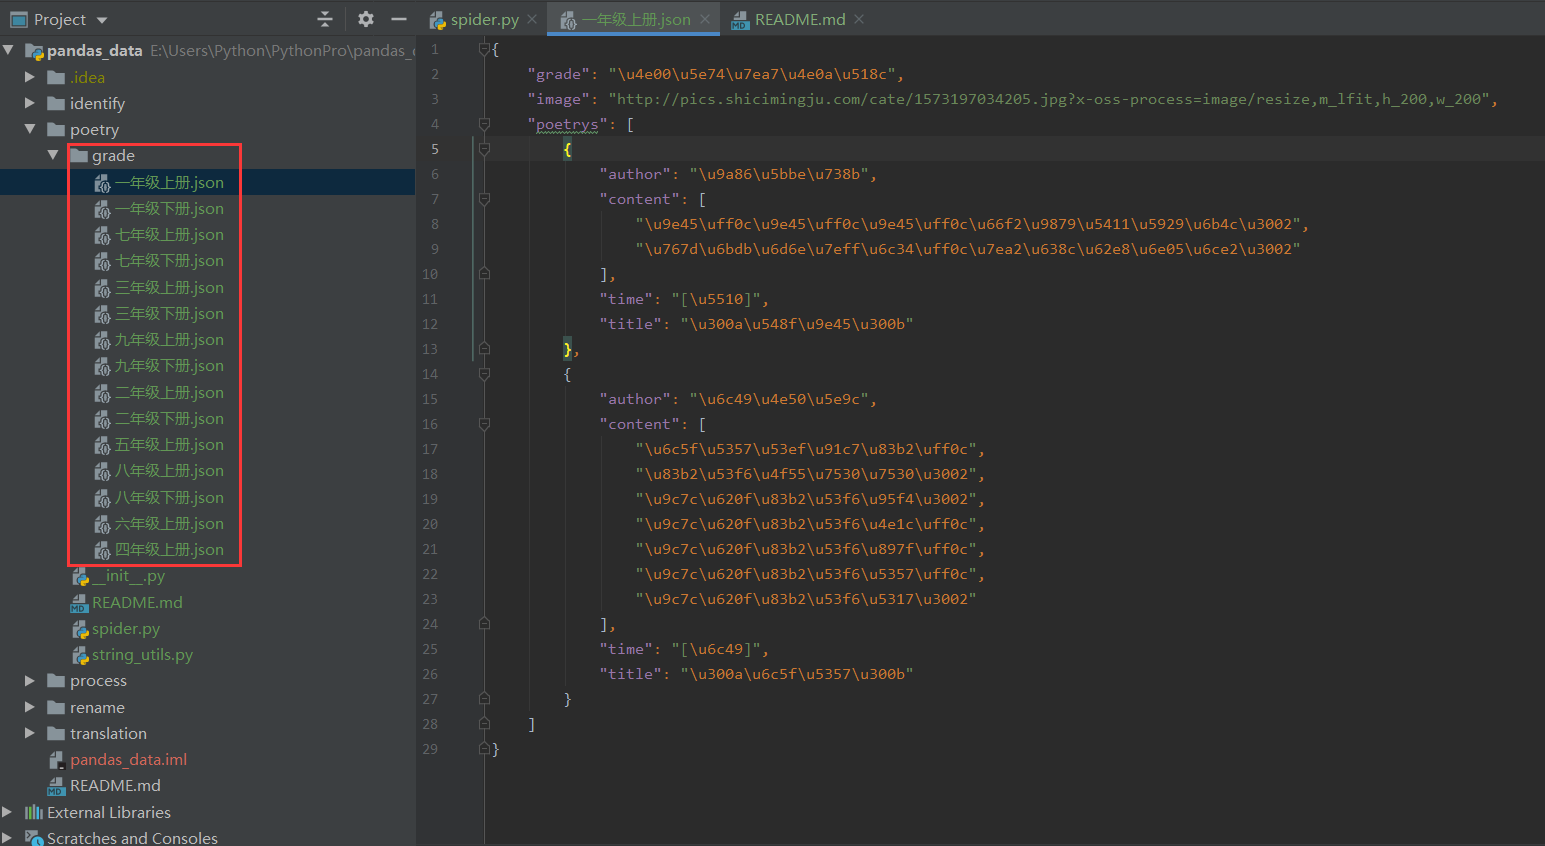 Project
spider.py
一年级上册.json
README.md
pandas_data E:\Users\Python\PythonPro\pandas_
.idea
identify
poetry
grade
一年级上册.json
一年级下册.json
七年级上册.json
七年级下册.json
三年级上册.json
三年级下册.json
九年级上册.json
九年级下册.json
二年级上册.json
二年级下册.json
五年级上册.json
八年级上册.json
八年级下册.json
六年级上册.json
四年级上册.json
__init__.py
README.md
spider.py
string_utils.py
process
rename
translation
pandas_data.iml
README.md
External Libraries
Scratches and Consoles
1 {
2 "grade": "\u4e00\u5e74\u7ea7\u4e0a\u518c",
3 "image": "http://pics.shicimingju.com/cate/1573197034205.jpg?x-oss-process=image/resize,m_lfit,h_200,w_200",
4 "poetrys": [
5 {
6 "author": "\u9a86\u5bbe\u738b",
7 "content": [
8 "\u9e45\uff0c\u9e45\uff0c\u9e45\uff0c\u66f2\u9879\u5411\u5929\u6b4c\u3002",
9 "\u767d\u6bdb\u6d6e\u7eff\u6c34\uff0c\u7ea2\u638c\u62e8\u6e05\u6ce2\u3002"
10 ],
11 "time": "[\u5510]",
12 "title": "\u300a\u548f\u9e45\u300b"
13 },
14 {
15 "author": "\u6c49\u4e50\u5e9c",
16 "content": [
17 "\u6c5f\u5357\u53ef\u91c7\u83b2\uff0c",
18 "\u83b2\u53f6\u4f55\u7530\u7530\u3002",
19 "\u9c7c\u620f\u83b2\u53f6\u95f4\u3002",
20 "\u9c7c\u620f\u83b2\u53f6\u4e1c\uff0c",
21 "\u9c7c\u620f\u83b2\u53f6\u897f\uff0c",
22 "\u9c7c\u620f\u83b2\u53f6\u5357\uff0c",
23 "\u9c7c\u620f\u83b2\u53f6\u5317\u3002"
24 ],
25 "time": "[\u6c49]",
26 "title": "\u300a\u6c5f\u5357\u300b"
27 }
28 ]
29 }